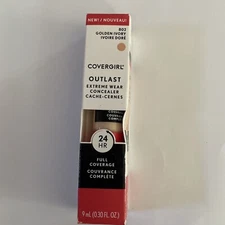 NEW! / NOUVEAU!
802
GOLDEN IVORY
IVOIRE DORÉ
COVERGIRL
OUTLAST
EXTREME WEAR
CONCEALER
CACHE-CERNES
24
HR
FULL
COVERAGE
COUVRANCE
COMPLÈTE
9 mL (0.30 FL. OZ.)